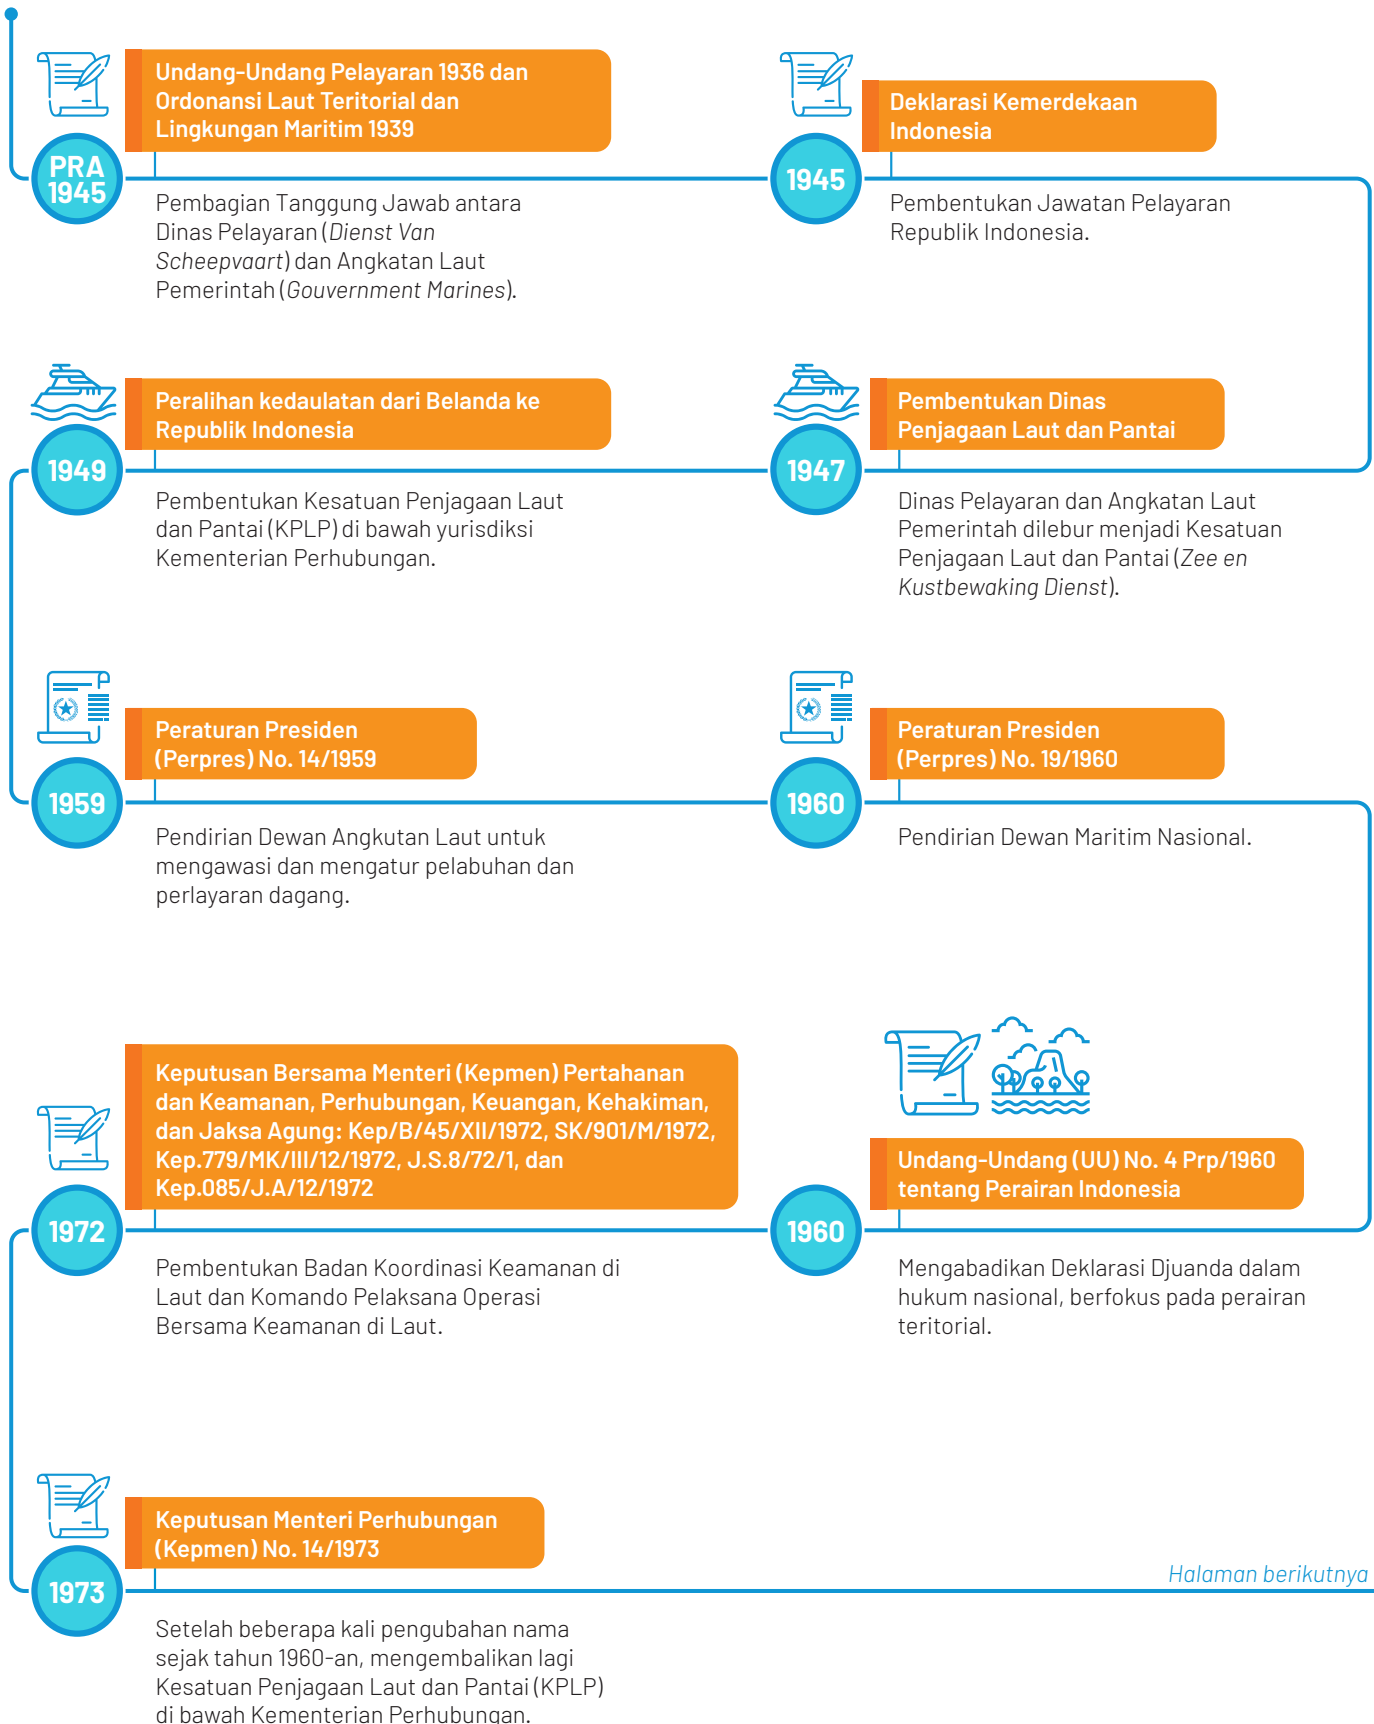 Undang-Undang Pelayaran 1936 dan
Ordonansi Laut Teritorial dan
Lingkungan Maritim 1939
PRA
1945
Pembagian Tanggung Jawab antara
Dinas Pelayaran (Dienst Van
Scheepvaart) dan Angkatan Laut
Pemerintah (Gouvernment Marines).
Deklarasi Kemerdekaan
Indonesia
1945
Pembentukan Jawatan Pelayaran
Republik Indonesia.
Pembentukan Dinas
Penjagaan Laut dan Pantai
1947
Dinas Pelayaran dan Angkatan Laut
Pemerintah dilebur menjadi Kesatuan
Penjagaan Laut dan Pantai (Zee en
Kustbewaking Dienst).
Peralihan kedaulatan dari Belanda ke
Republik Indonesia
1949
Pembentukan Kesatuan Penjagaan Laut
dan Pantai (KPLP) di bawah yurisdiksi
Kementerian Perhubungan.
Peraturan Presiden
(Perpres) No. 14/1959
1959
Pendirian Dewan Angkutan Laut untuk
mengawasi dan mengatur pelabuhan dan
perlayaran dagang.
Peraturan Presiden
(Perpres) No. 19/1960
1960
Pendirian Dewan Maritim Nasional.
Undang-Undang (UU) No. 4 Prp/1960
tentang Perairan Indonesia
1960
Mengabadikan Deklarasi Djuanda dalam
hukum nasional, berfokus pada perairan
teritorial.
Keputusan Bersama Menteri (Kepmen) Pertahanan
dan Keamanan, Perhubungan, Keuangan, Kehakiman,
dan Jaksa Agung: Kep/B/45/XII/1972, SK/901/M/1972,
Kep.779/MK/III/12/1972, J.S.8/72/1, dan
Kep.085/J.A/12/1972
1972
Pembentukan Badan Koordinasi Keamanan di
Laut dan Komando Pelaksana Operasi
Bersama Keamanan di Laut.
Keputusan Menteri Perhubungan
(Kepmen) No. 14/1973
1973
Setelah beberapa kali pengubahan nama
sejak tahun 1960-an, mengembalikan lagi
Kesatuan Penjagaan Laut dan Pantai (KPLP)
di bawah Kementerian Perhubungan.
Halaman berikutnya